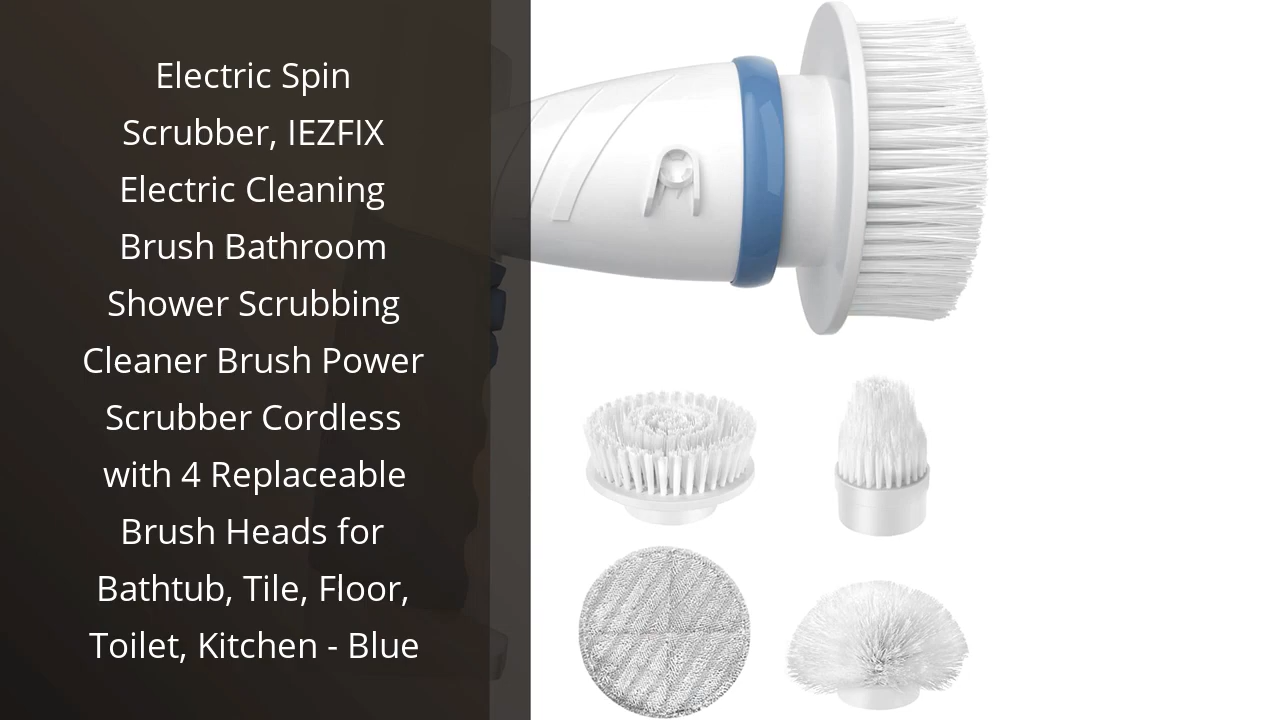 Electric Spin
Scrubber, IEZFIX
Electric Cleaning
Brush Bathroom
Shower Scrubbing
Cleaner Brush Power
Scrubber Cordless
with 4 Replaceable
Brush Heads for
Bathtub, Tile, Floor,
Toilet, Kitchen - Blue